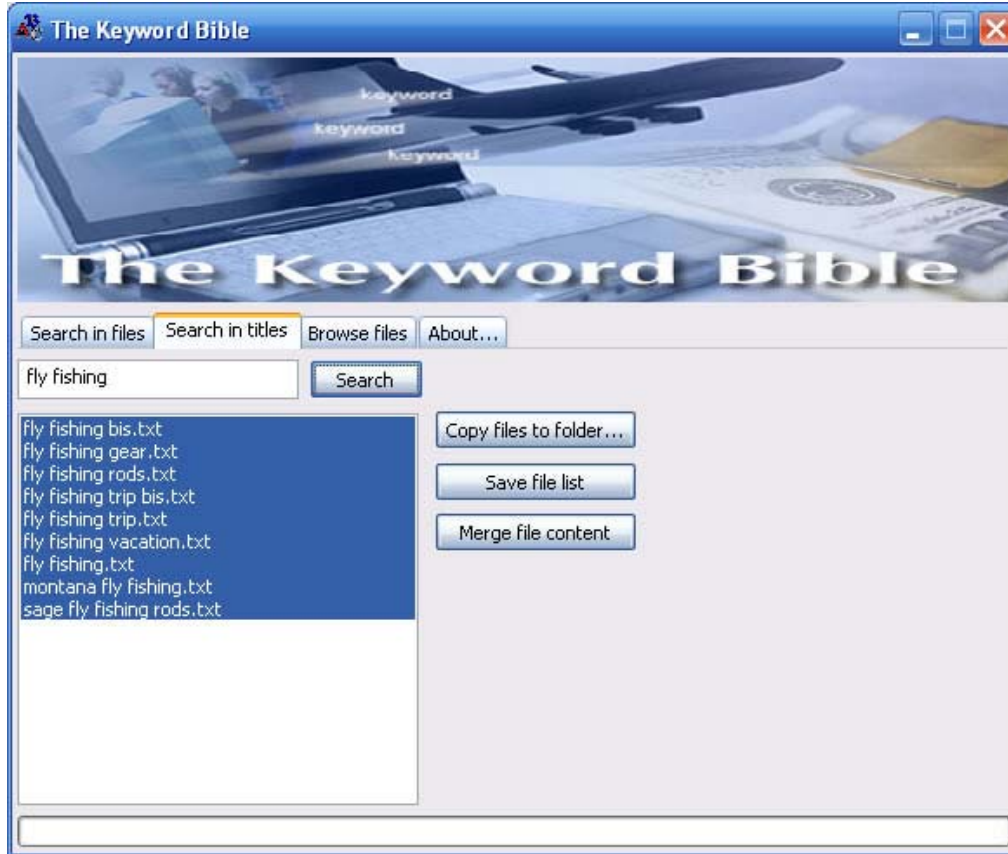 The Keyword Bible
keyword
keyword
keyword
The Keyword Bible
Search in files Search in titles Browse files About...
fly fishing Search
fly fishing bis.txt
fly fishing gear.txt
fly fishing rods.txt
fly fishing trip bis.txt
fly fishing trip.txt
fly fishing vacation.txt
fly fishing.txt
montana fly fishing.txt
sage fly fishing rods.txt
Copy files to folder...
Save file list
Merge file content